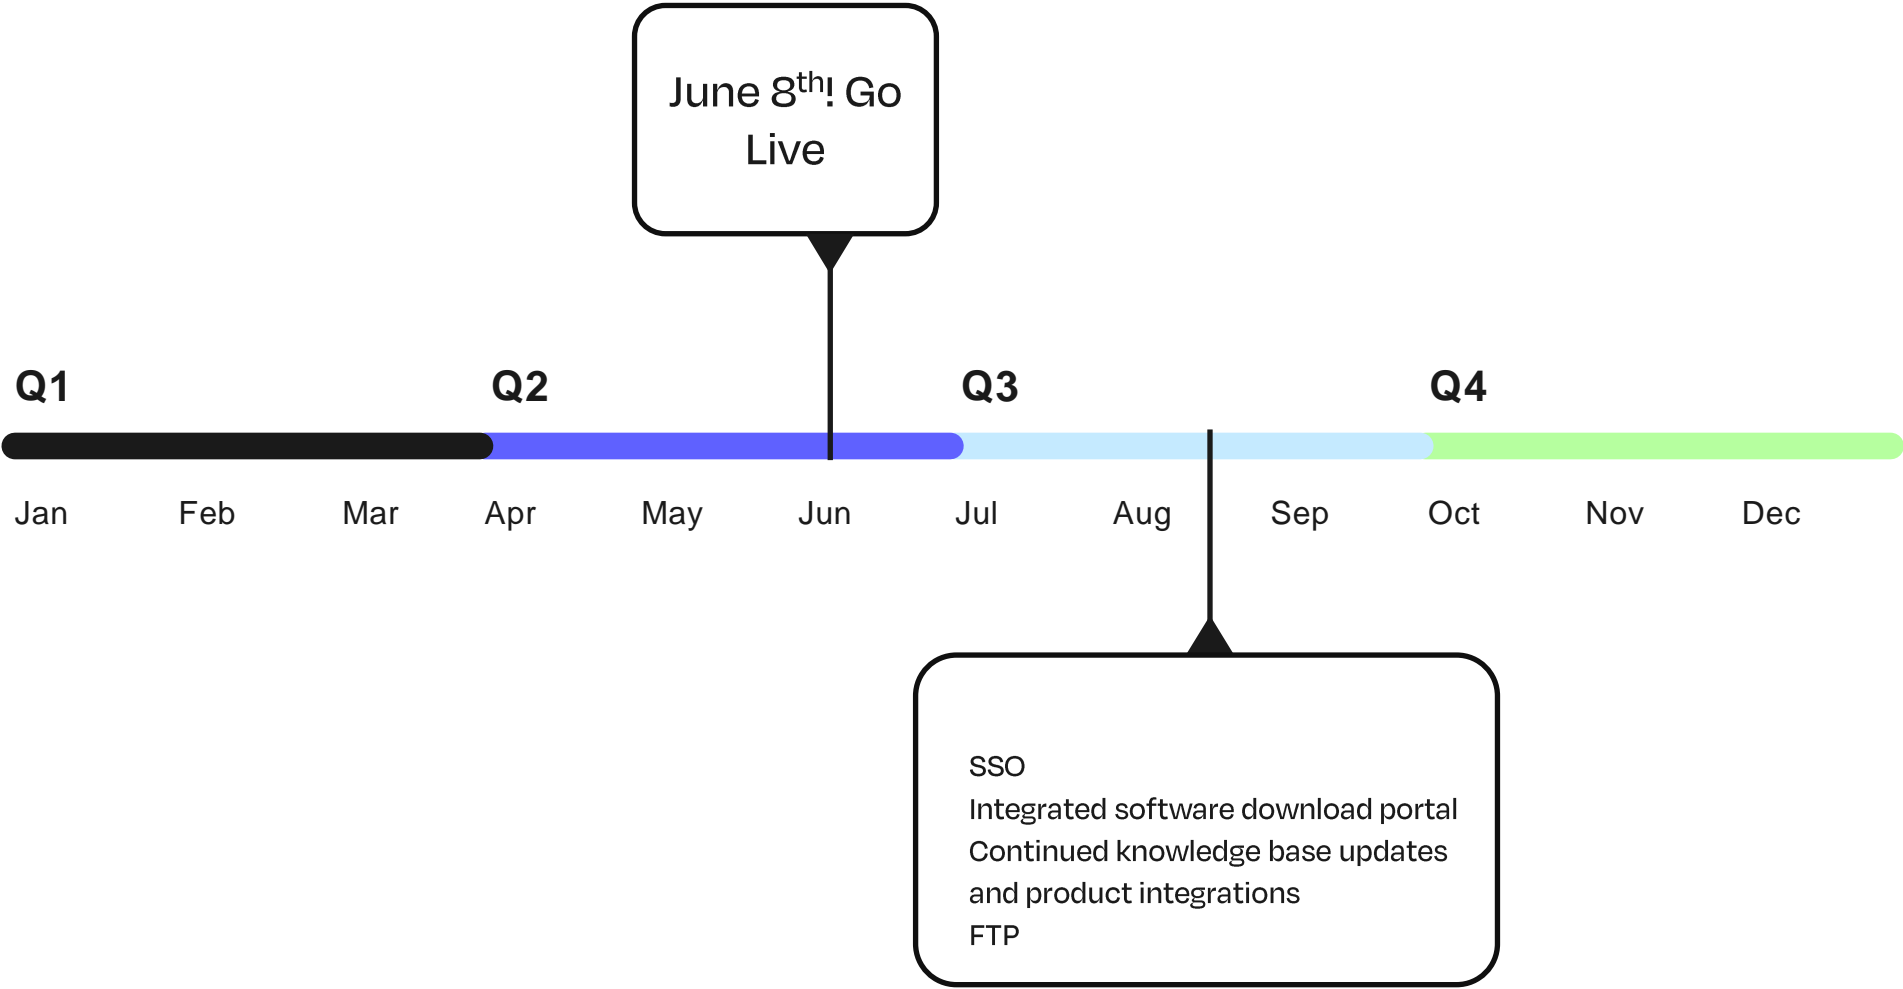 June 8th! Go
Live
Q1
Q2
Q3
Q4
Jan
Feb
Mar
Apr
May
Jun
Jul
Aug
Sep
Oct
Nov
Dec
SSO
Integrated software download portal
Continued knowledge base updates
and product integrations
FTP